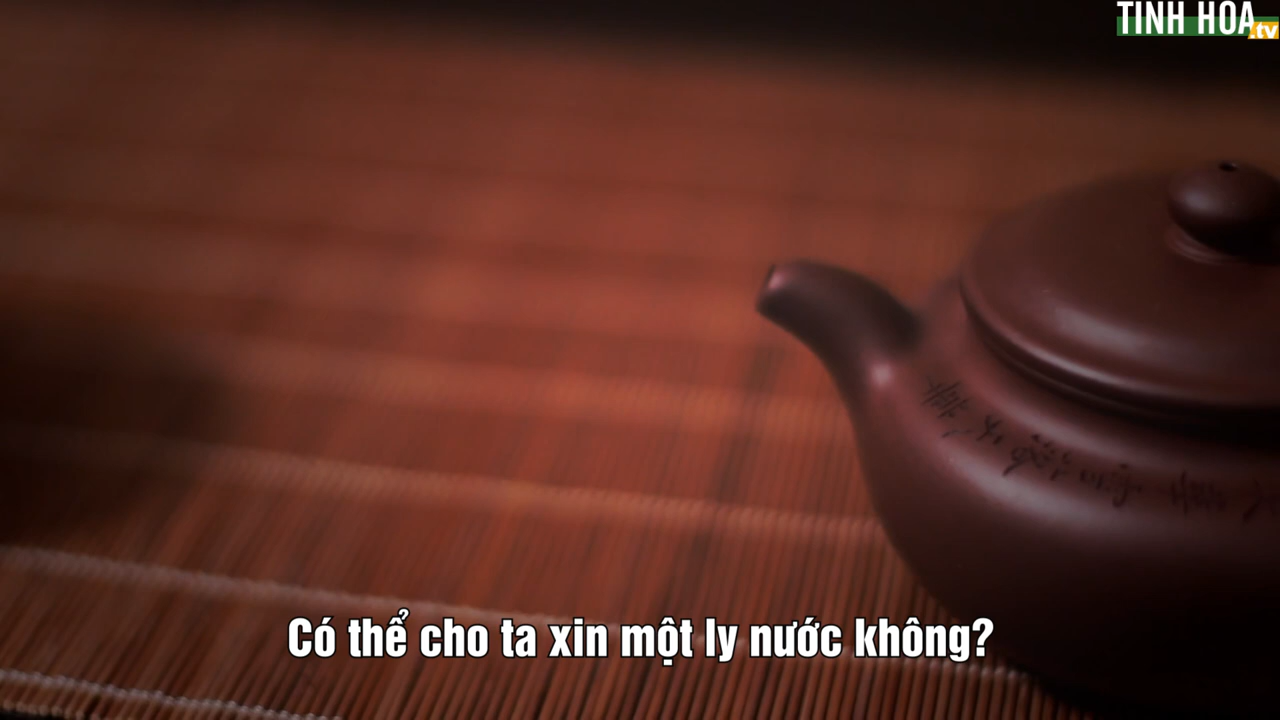 TINH HOA
.tv
Có thể cho ta xin một ly nước không?